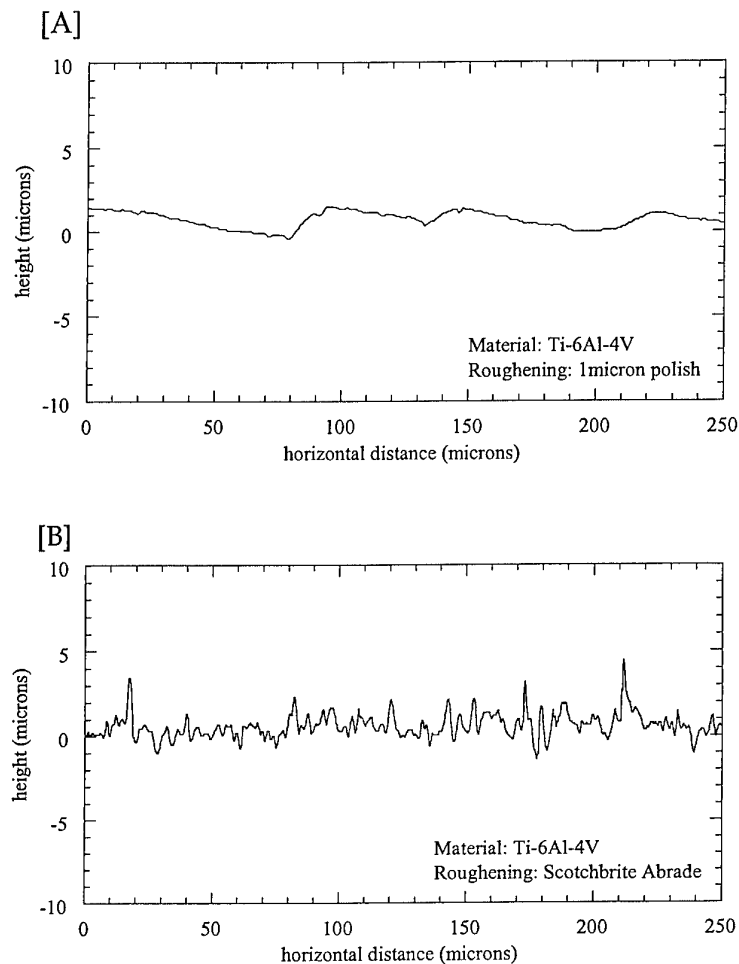 [A]
10
5
0
-5
-10
height (microns)
Material: Ti-6Al-4V
Roughening: 1micron polish
0 50 100 150 200 250
horizontal distance (microns)
[B]
10
5
0
-5
-10
height (microns)
Material: Ti-6Al-4V
Roughening: Scotchbrite Abrade
0 50 100 150 200 250
horizontal distance (microns)